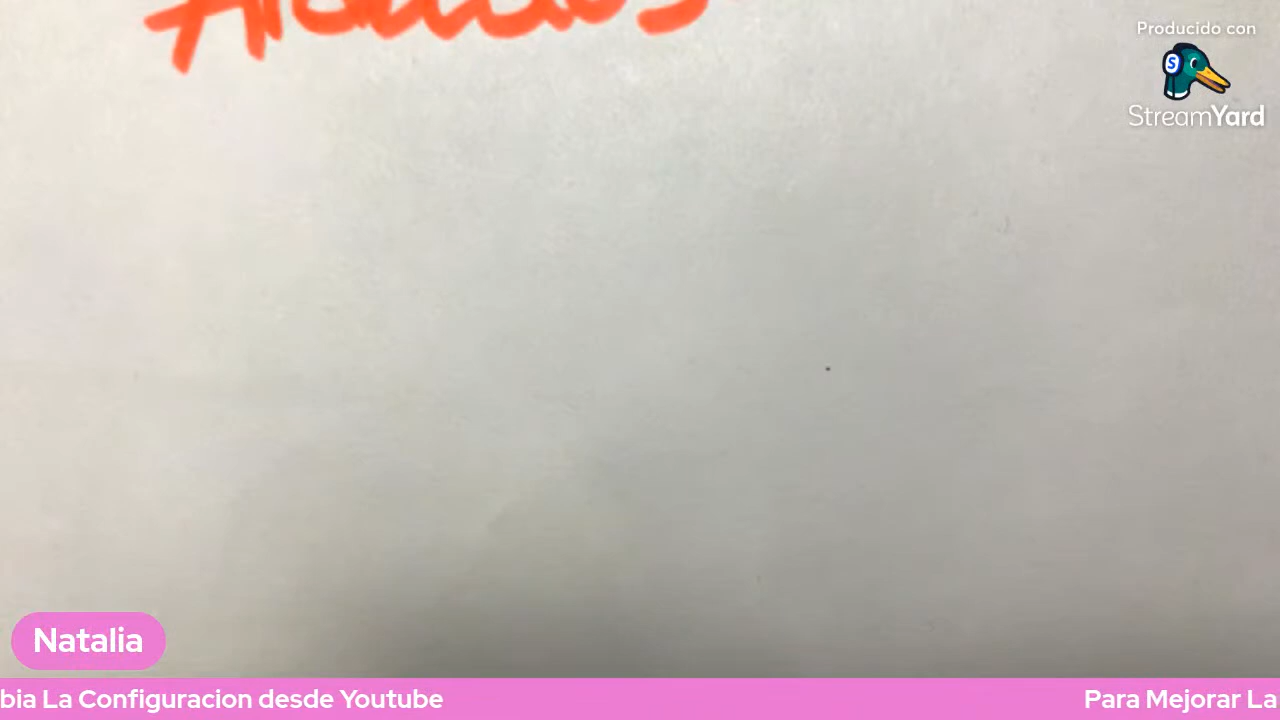 Producido con
StreamYard
Natalia
bia La Configuracion desde Youtube
Para Mejorar La